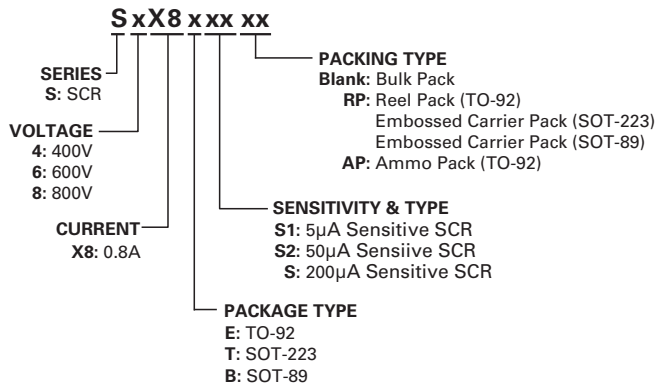 S x X8 x xx xx
PACKING TYPE
Blank: Bulk Pack
RP: Reel Pack (TO-92)
Embossed Carrier Pack (SOT-223)
Embossed Carrier Pack (SOT-89)
AP: Ammo Pack (TO-92)
SERIES
S: SCR
VOLTAGE
4: 400V
6: 600V
8: 800V
SENSITIVITY & TYPE
S1: 5µA Sensitive SCR
S2: 50µA Sensiive SCR
S: 200µA Sensitive SCR
CURRENT
X8: 0.8A
PACKAGE TYPE
E: TO-92
T: SOT-223
B: SOT-89